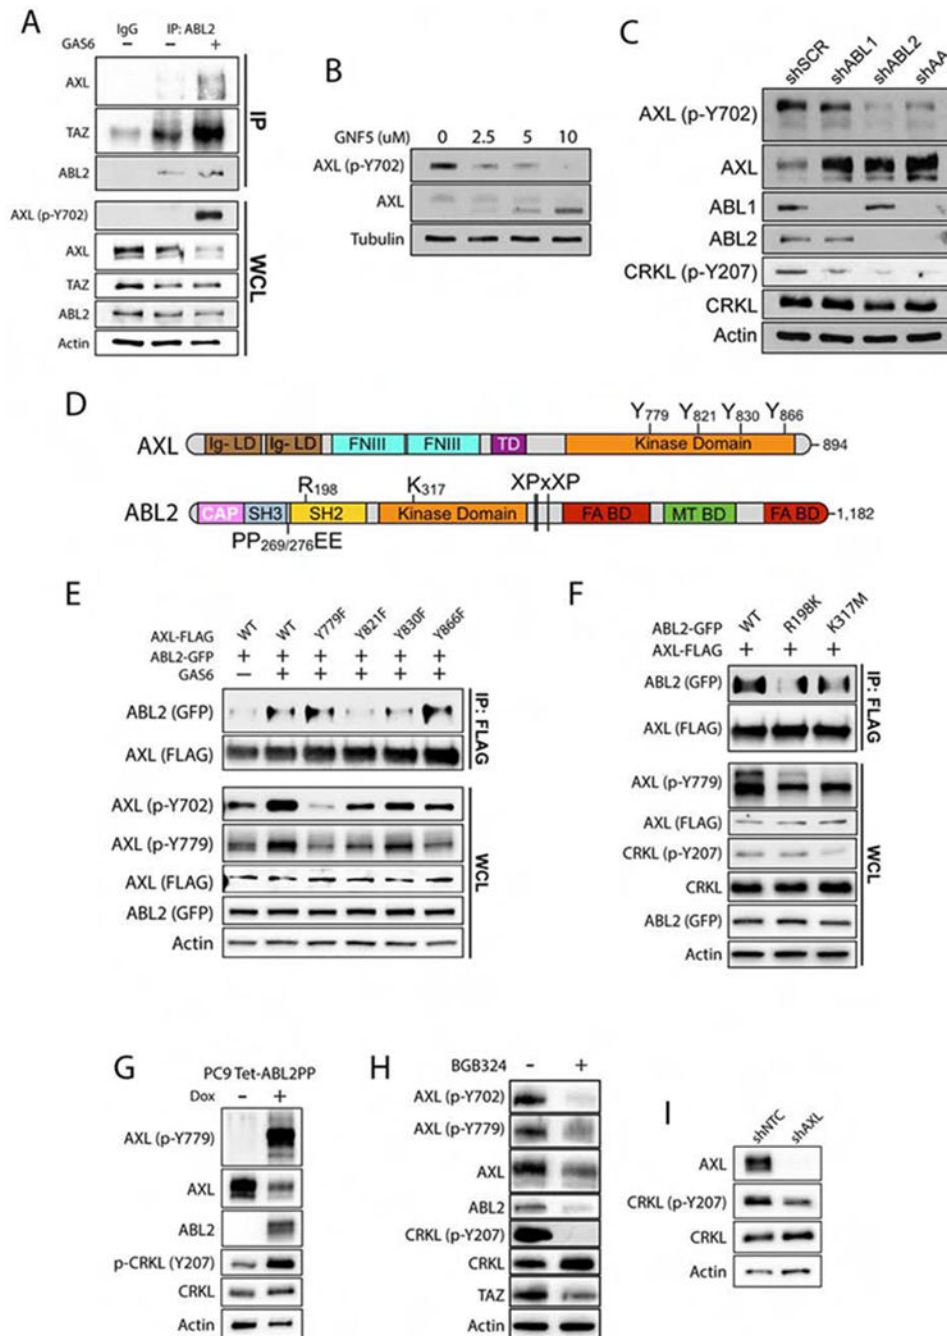 A
IgG IP: ABL2
GAS6 − − +
AXL
TAZ
ABL2
IP
AXL (p-Y702)
AXL
TAZ
ABL2
Actin
WCL
B
GNF5 (uM) 0 2.5 5 10
AXL (p-Y702)
AXL
Tubulin
C
shSCR shABL1 shABL2 shAA
AXL (p-Y702)
AXL
ABL1
ABL2
CRKL (p-Y207)
CRKL
Actin
D
Y779 Y821 Y830 Y866
AXL Ig- LD Ig- LD FNIII FNIII TD Kinase Domain 894
R198 K317 XPxXP
ABL2 CAP SH3 SH2 Kinase Domain FA BD MT BD FA BD 1,182
PP269/276EE
E
AXL-FLAG WT WT Y779F Y821F Y830F Y866F
ABL2-GFP + + + + + +
GAS6 − + + + + +
ABL2 (GFP)
AXL (FLAG)
IP: FLAG
AXL (p-Y702)
AXL (p-Y779)
AXL (FLAG)
ABL2 (GFP)
Actin
WCL
F
ABL2-GFP WT R198K K317M
AXL-FLAG + + +
ABL2 (GFP)
AXL (FLAG)
IP: FLAG
AXL (p-Y779)
AXL (FLAG)
CRKL (p-Y207)
CRKL
ABL2 (GFP)
Actin
WCL
G
PC9 Tet-ABL2PP
Dox − +
AXL (p-Y779)
AXL
ABL2
p-CRKL (Y207)
CRKL
Actin
H
BGB324 − +
AXL (p-Y702)
AXL (p-Y779)
AXL
ABL2
CRKL (p-Y207)
CRKL
TAZ
Actin
I
shNTC shAXL
AXL
CRKL (p-Y207)
CRKL
Actin